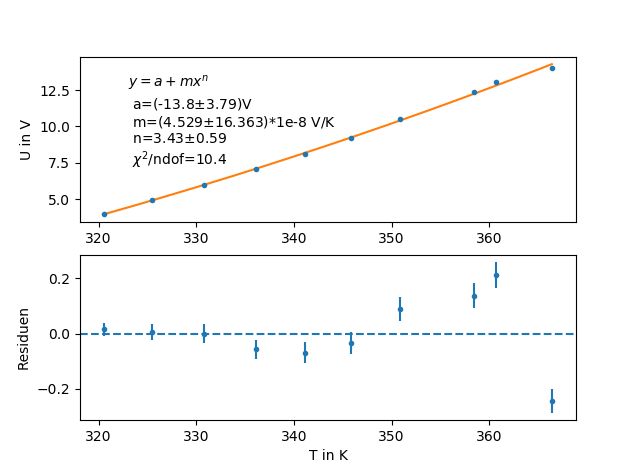 12.5
10.0
7.5
5.0
U in V
y = a + mxⁿ
a=(-13.8±3.79)V
m=(4.529±16.363)*1e-8 V/K
n=3.43±0.59
χ²/ndof=10.4
320 330 340 350 360
0.2
0.0
−0.2
Residuen
320 330 340 350 360
T in K